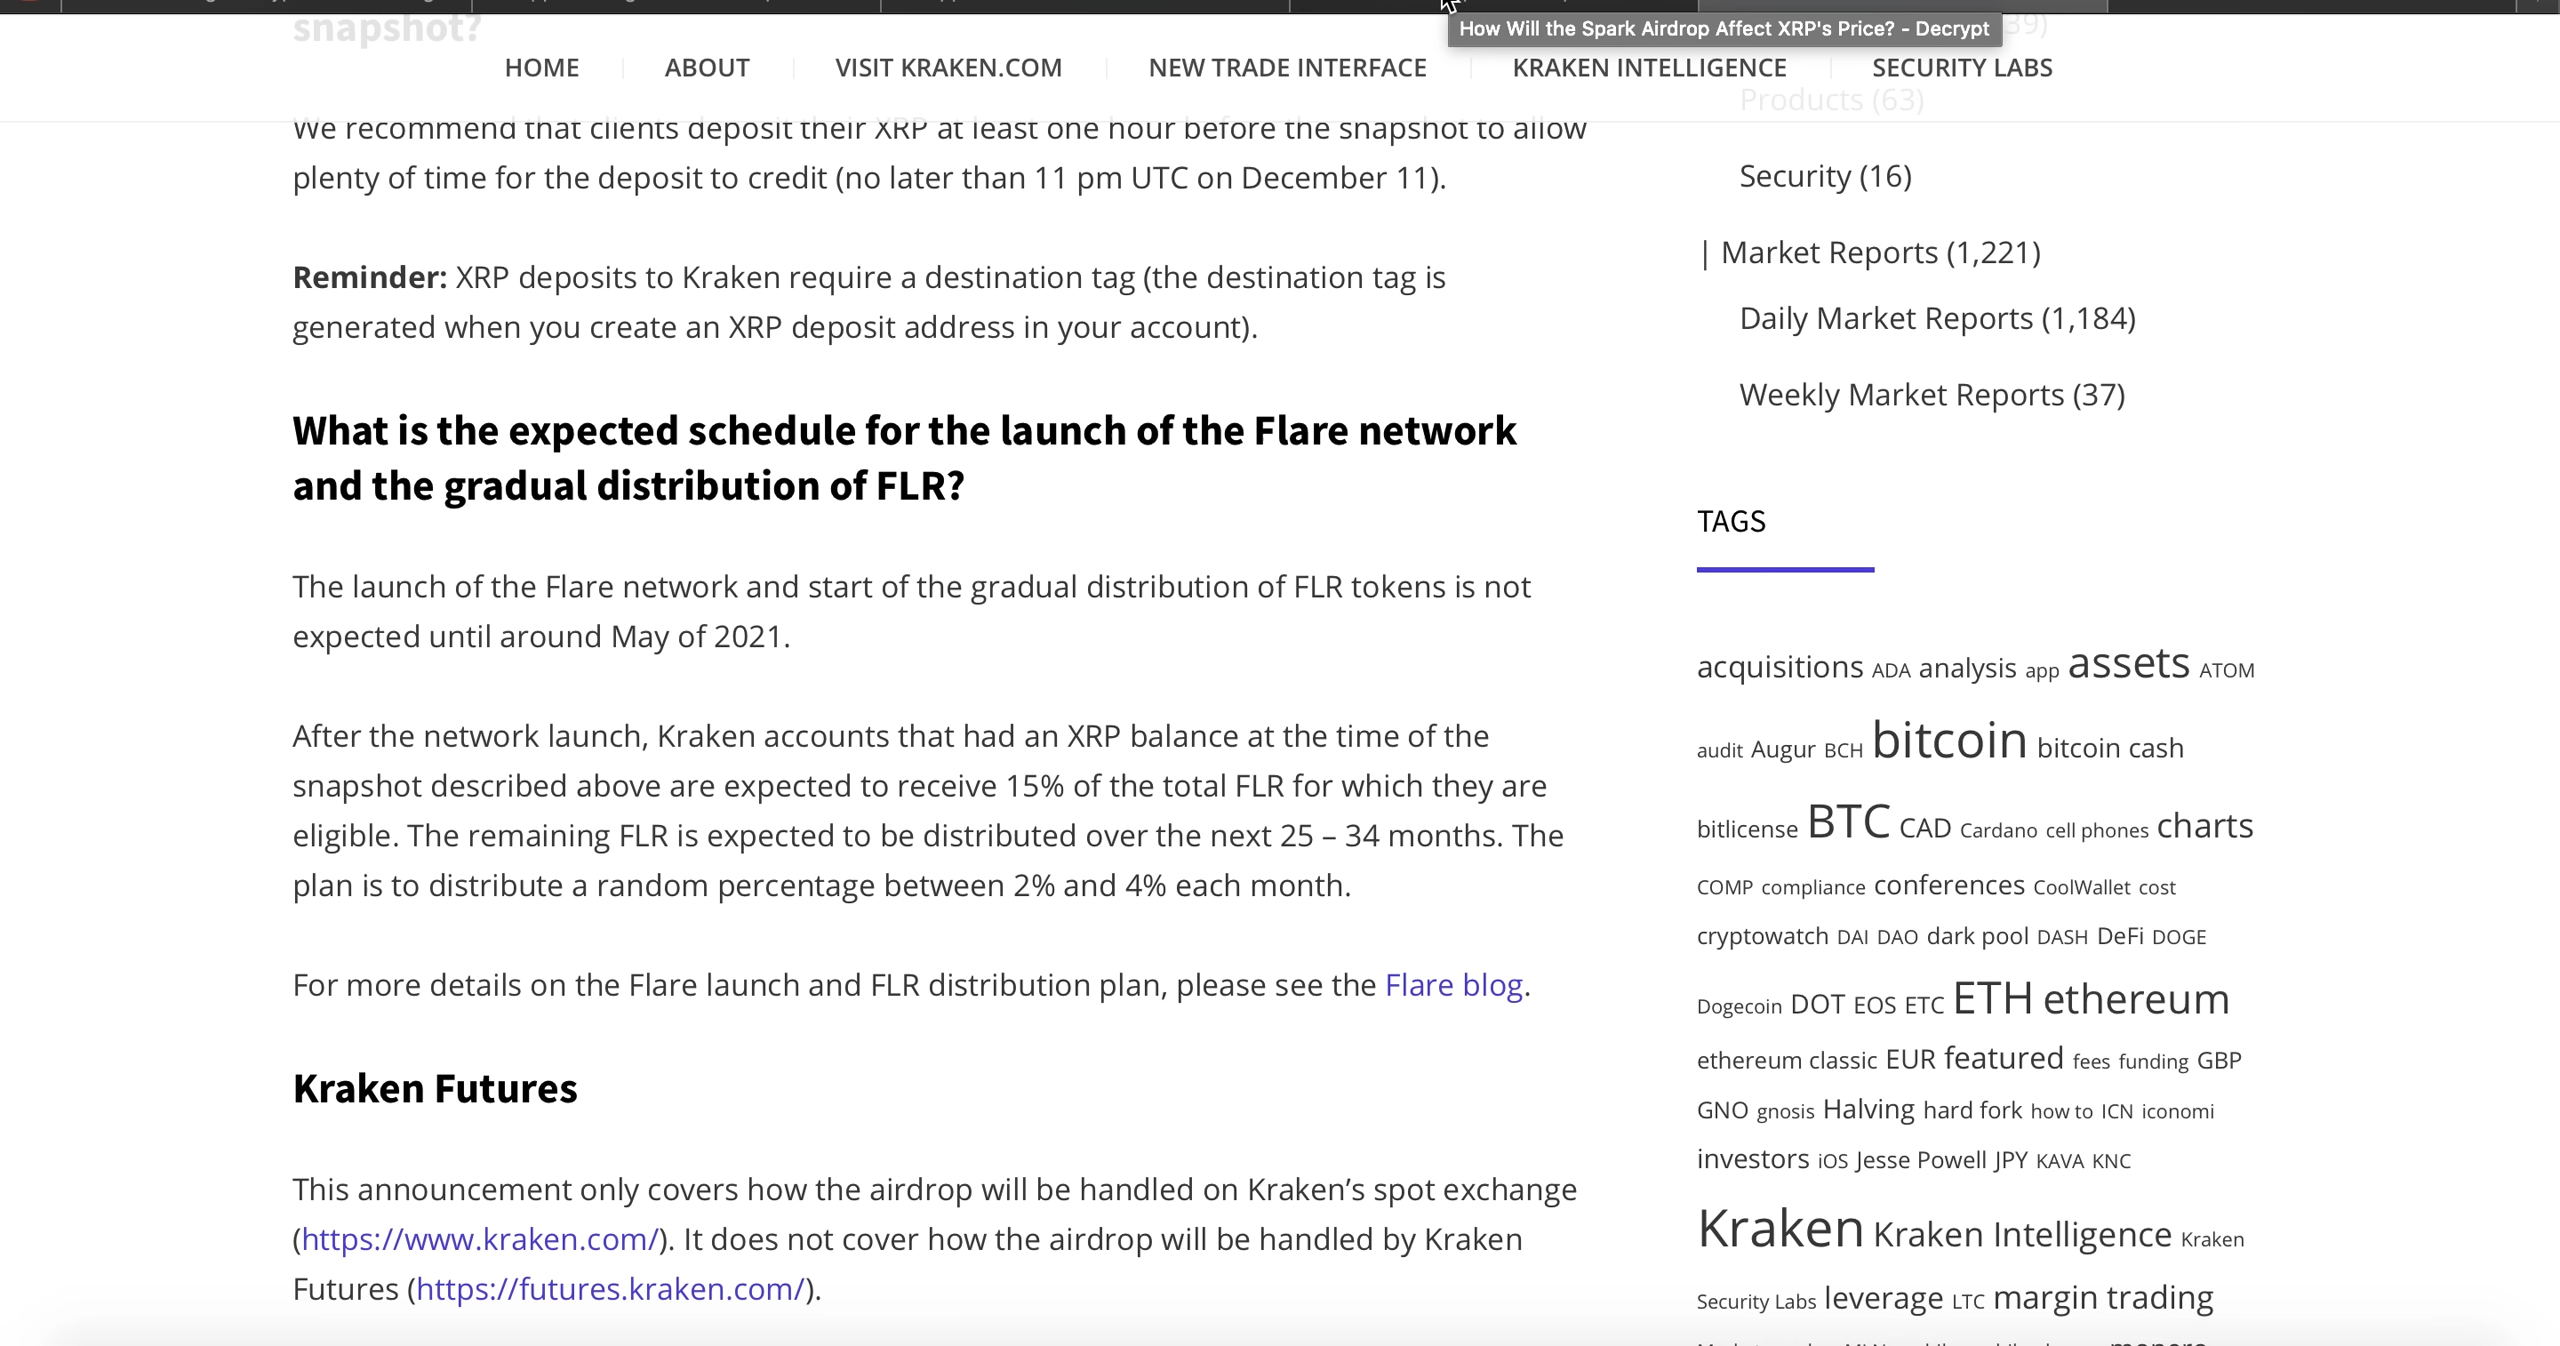 How Will the Spark Airdrop Affect XRP's Price? - Decrypt
snapshot?
39)
HOME
ABOUT
VISIT KRAKEN.COM
NEW TRADE INTERFACE
KRAKEN INTELLIGENCE
SECURITY LABS
We recommend that clients deposit their XRP at least one hour before the snapshot to allow
plenty of time for the deposit to credit (no later than 11 pm UTC on December 11).
Reminder: XRP deposits to Kraken require a destination tag (the destination tag is
generated when you create an XRP deposit address in your account).
What is the expected schedule for the launch of the Flare network
and the gradual distribution of FLR?
The launch of the Flare network and start of the gradual distribution of FLR tokens is not
expected until around May of 2021.
After the network launch, Kraken accounts that had an XRP balance at the time of the
snapshot described above are expected to receive 15% of the total FLR for which they are
eligible. The remaining FLR is expected to be distributed over the next 25 – 34 months. The
plan is to distribute a random percentage between 2% and 4% each month.
For more details on the Flare launch and FLR distribution plan, please see the Flare blog.
Kraken Futures
This announcement only covers how the airdrop will be handled on Kraken’s spot exchange
(https://www.kraken.com/). It does not cover how the airdrop will be handled by Kraken
Futures (https://futures.kraken.com/).
Products (63)
Security (16)
| Market Reports (1,221)
Daily Market Reports (1,184)
Weekly Market Reports (37)
TAGS
acquisitions ADA analysis app assets ATOM
audit Augur BCH bitcoin bitcoin cash
bitlicense BTC CAD Cardano cell phones charts
COMP compliance conferences CoolWallet cost
cryptowatch DAI DAO dark pool DASH DeFi DOGE
Dogecoin DOT EOS ETC ETH ethereum
ethereum classic EUR featured fees funding GBP
GNO gnosis Halving hard fork how to ICN iconomi
investors iOS Jesse Powell JPY KAVA KNC
Kraken Kraken Intelligence Kraken
Security Labs leverage LTC margin trading